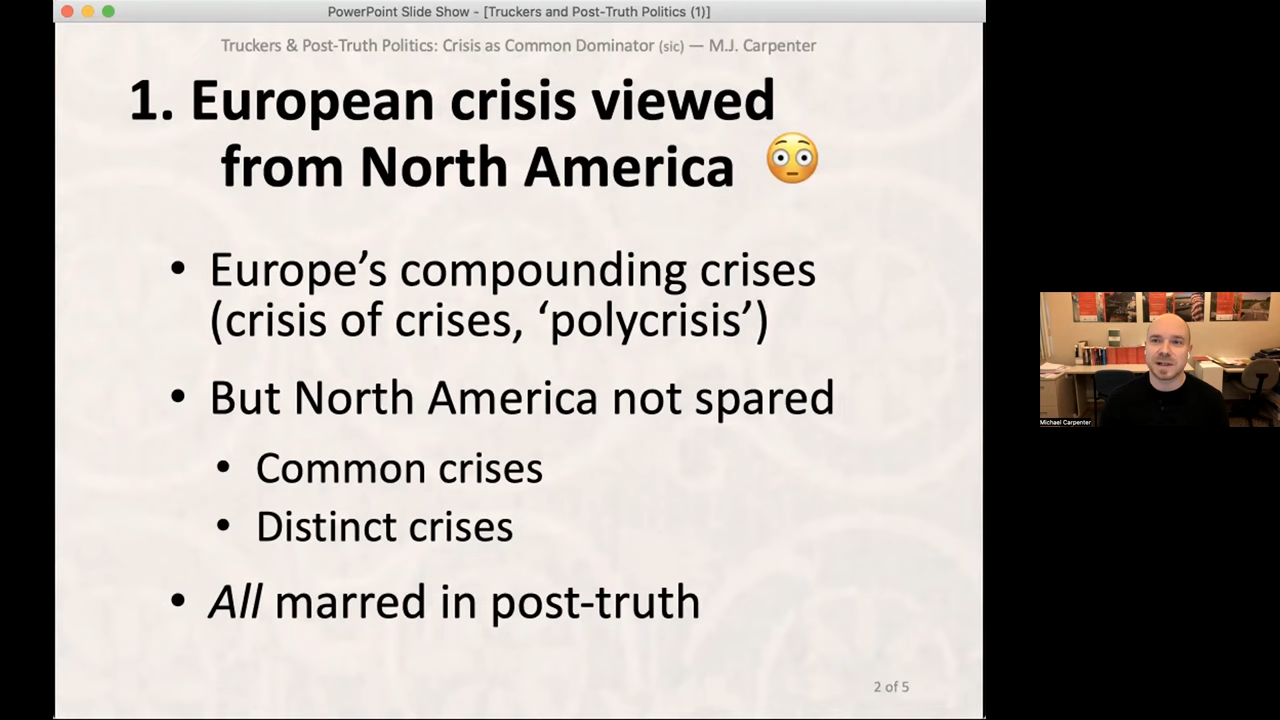 PowerPoint Slide Show - [Truckers and Post-Truth Politics (1)]
Truckers & Post-Truth Politics: Crisis as Common Dominator (sic) — M.J. Carpenter
1. European crisis viewed
from North America 😳
• Europe’s compounding crises
(crisis of crises, ‘polycrisis’)
• But North America not spared
• Common crises
• Distinct crises
• All marred in post-truth
2 of 5
Michael Carpenter